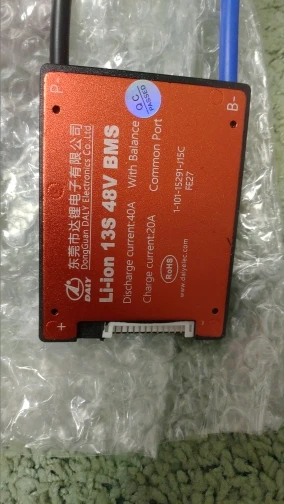 P-
B-
QC PASSED
DALY
东莞市达锂电子有限公司
DongGuan DALY Electronics Co.,Ltd
Li-ion 13S 48V BMS
Discharge current:40A With Balance
Charge current:20A Common Port
RoHS
1-101-15291-J15C
FE27
www.dalyelec.com
+
-